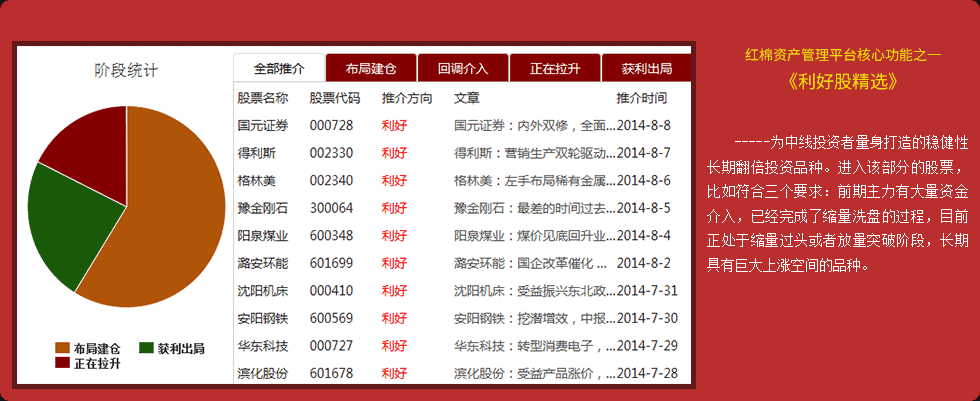 阶段统计
布局建仓 获利出局
正在拉升
全部推介 布局建仓 回调介入 正在拉升 获利出局
股票名称 股票代码 推介方向 文章 推介时间
国元证券 000728 利好 国元证券：内外双修，全面...2014-8-8
得利斯 002330 利好 得利斯：营销生产双轮驱动...2014-8-7
格林美 002340 利好 格林美：左手布局稀有金属...2014-8-6
豫金刚石 300064 利好 豫金刚石：最差的时间过去...2014-8-5
阳泉煤业 600348 利好 阳泉煤业：煤价见底回升业...2014-8-4
潞安环能 601699 利好 潞安环能：国企改革催化 ... 2014-8-2
沈阳机床 000410 利好 沈阳机床：受益振兴东北政...2014-7-31
安阳钢铁 600569 利好 安阳钢铁：挖潜增效，中报...2014-7-30
华东科技 000727 利好 华东科技：转型消费电子，...2014-7-29
滨化股份 601678 利好 滨化股份：受益产品涨价，...2014-7-28
红棉资产管理平台核心功能之一
《利好股精选》
-----为中线投资者量身打造的稳健性
长期翻倍投资品种。进入该部分的股票，
比如符合三个要求：前期主力有大量资金
介入，已经完成了缩量洗盘的过程，目前
正处于缩量过头或者放量突破阶段，长期
具有巨大上涨空间的品种。